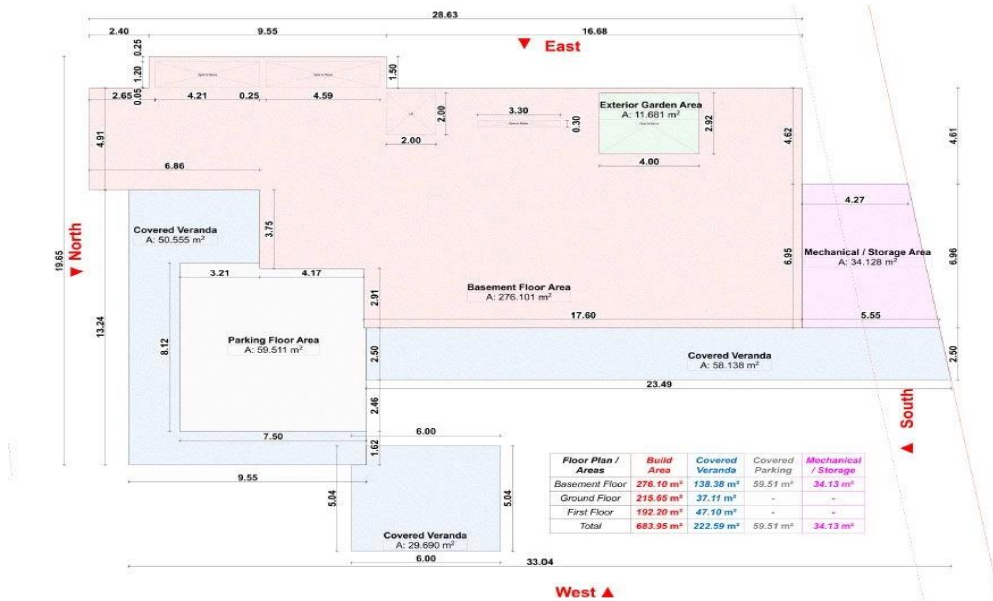 28.63
2.40 9.55 16.68
▼ East
0.25
1.20
0.05
1.50
2.65 4.21 0.25 4.59
2.00
2.00
3.30
0.30
Exterior Garden Area
A: 11.681 m²
2.92
4.00
4.91
4.62
4.61
6.86
4.27
Covered Veranda
A: 50.555 m²
3.75
19.65
▼ North
13.24
3.21 4.17
6.95
Mechanical / Storage Area
A: 34.128 m²
6.96
Basement Floor Area
A: 276.101 m²
2.91
17.60
5.55
Parking Floor Area
A: 59.511 m²
8.12
2.50
Covered Veranda
A: 58.138 m²
2.50
23.49
2.46
▲ South
7.50
6.00
1.62
9.55
5.04
5.04
Covered Veranda
A: 29.690 m²
6.00
33.04
Floor Plan / Areas Build Area Covered Veranda Covered Parking Mechanical / Storage
Basement Floor 276.10 m² 138.38 m² 59.51 m² 34.13 m²
Ground Floor 215.65 m² 37.11 m² - -
First Floor 192.20 m² 47.10 m² - -
Total 683.95 m² 222.59 m² 59.51 m² 34.13 m²
West ▲